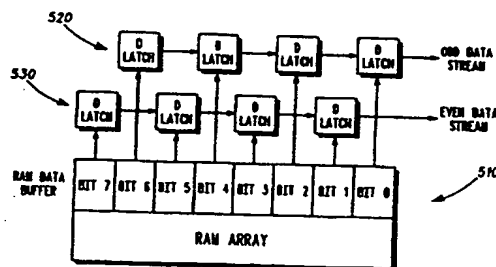 520
D LATCH
D LATCH
D LATCH
D LATCH
ODD DATA STREAM
530
D LATCH
D LATCH
D LATCH
D LATCH
EVEN DATA STREAM
RAM DATA BUFFER
BIT 7 BIT 6 BIT 5 BIT 4 BIT 3 BIT 2 BIT 1 BIT 0
510
RAM ARRAY